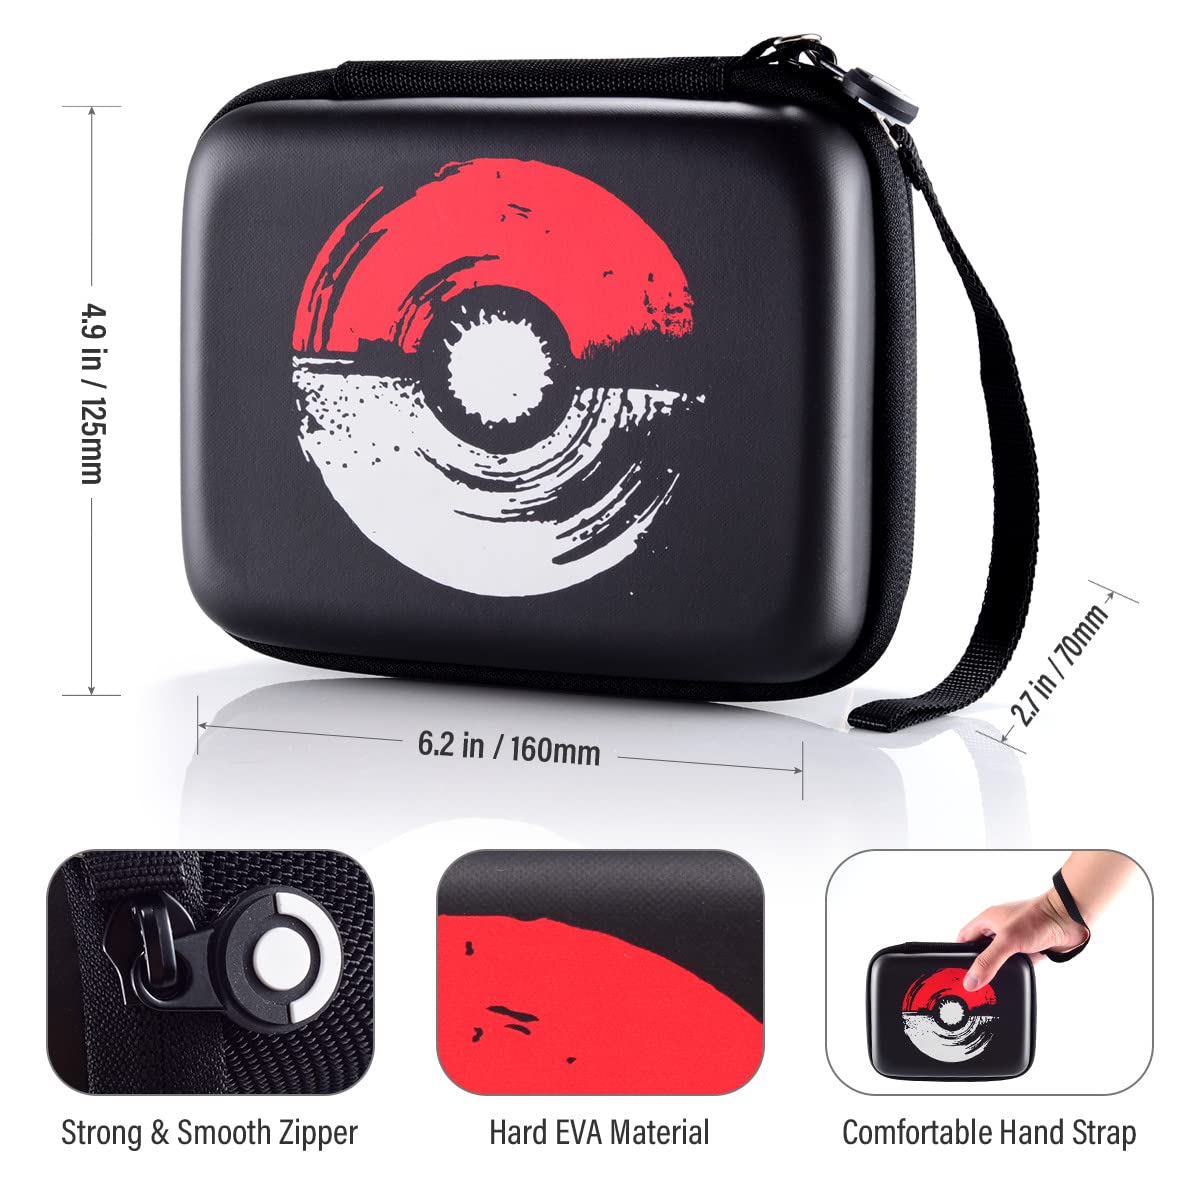 4.9 in / 125mm
6.2 in / 160mm
2.7 in / 70mm
Strong & Smooth Zipper
Hard EVA Material
Comfortable Hand Strap